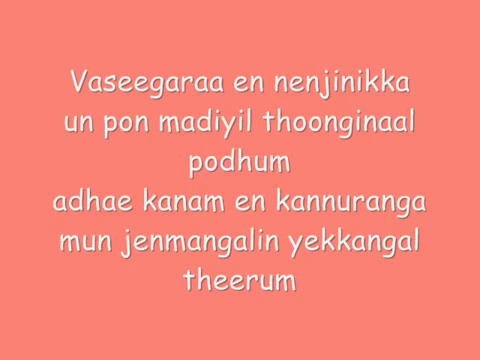 Vaseegaraa en nenjinikka
un pon madiyil thoonginaal
podhum
adhae kanam en kannuranga
mun jenmangalin yekkangal
theerum